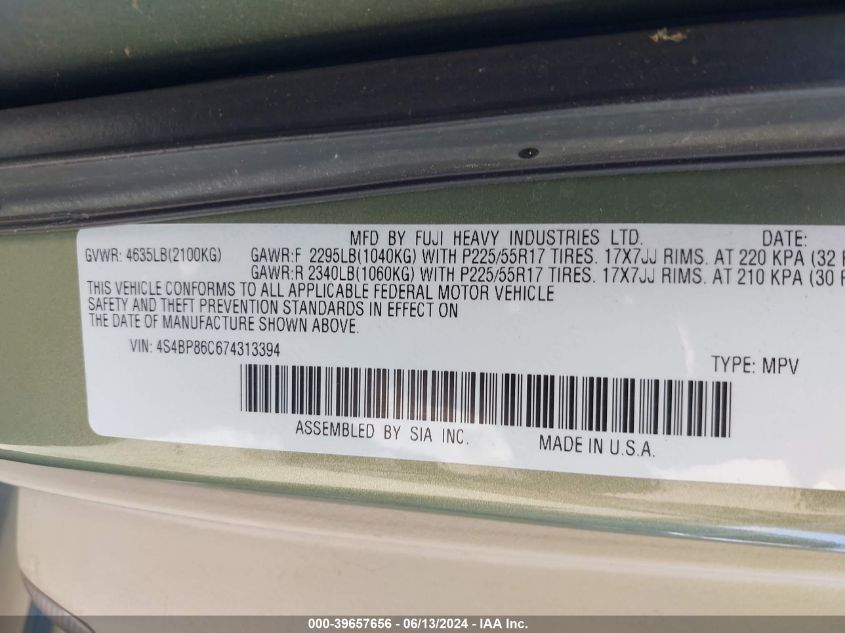 MFD BY FUJI HEAVY INDUSTRIES LTD. DATE:
GVWR: 4635LB(2100KG) GAWR:F 2295LB(1040KG) WITH P225/55R17 TIRES. 17X7JJ RIMS. AT 220 KPA (32
GAWR:R 2340LB(1060KG) WITH P225/55R17 TIRES. 17X7JJ RIMS. AT 210 KPA (30
THIS VEHICLE CONFORMS TO ALL APPLICABLE FEDERAL MOTOR VEHICLE
SAFETY AND THEFT PREVENTION STANDARDS IN EFFECT ON
THE DATE OF MANUFACTURE SHOWN ABOVE.
VIN: 4S4BP86C674313394
TYPE: MPV
ASSEMBLED BY SIA INC. MADE IN U.S.A.
000-39657656 - 06/13/2024 - IAA Inc.